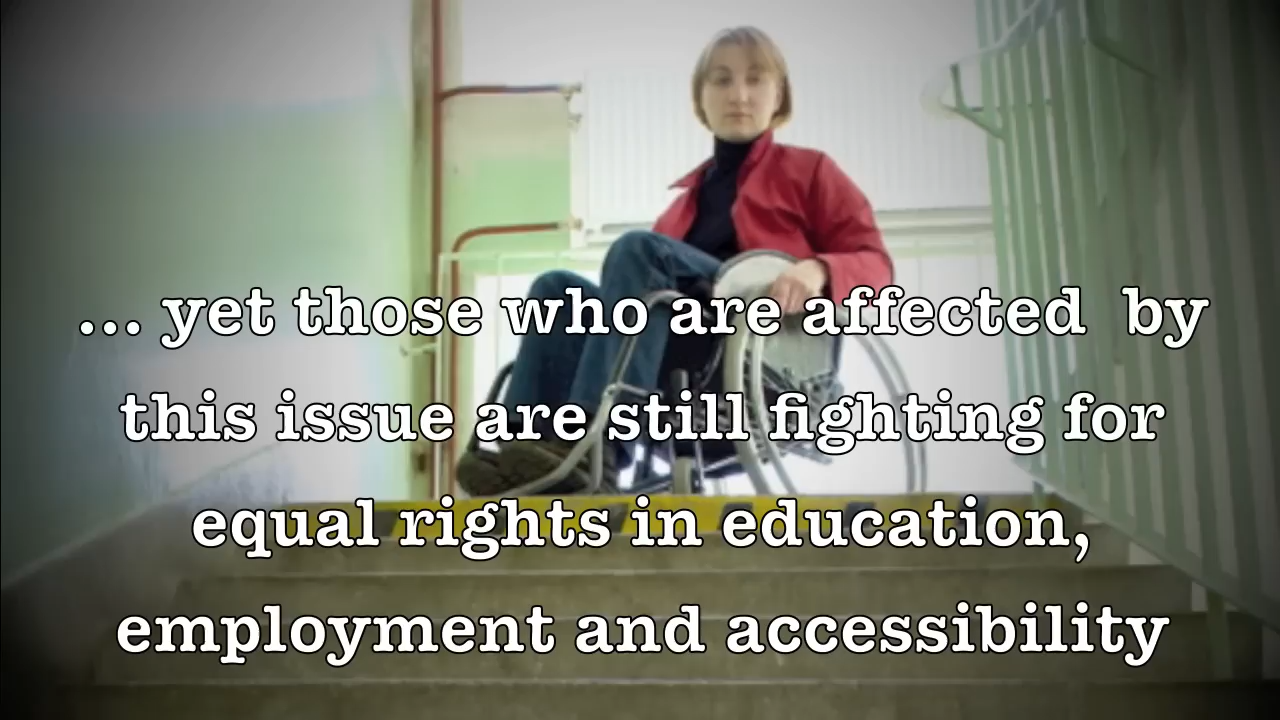 ... yet those who are affected  by
this issue are still fighting for
equal rights in education,
employment and accessibility